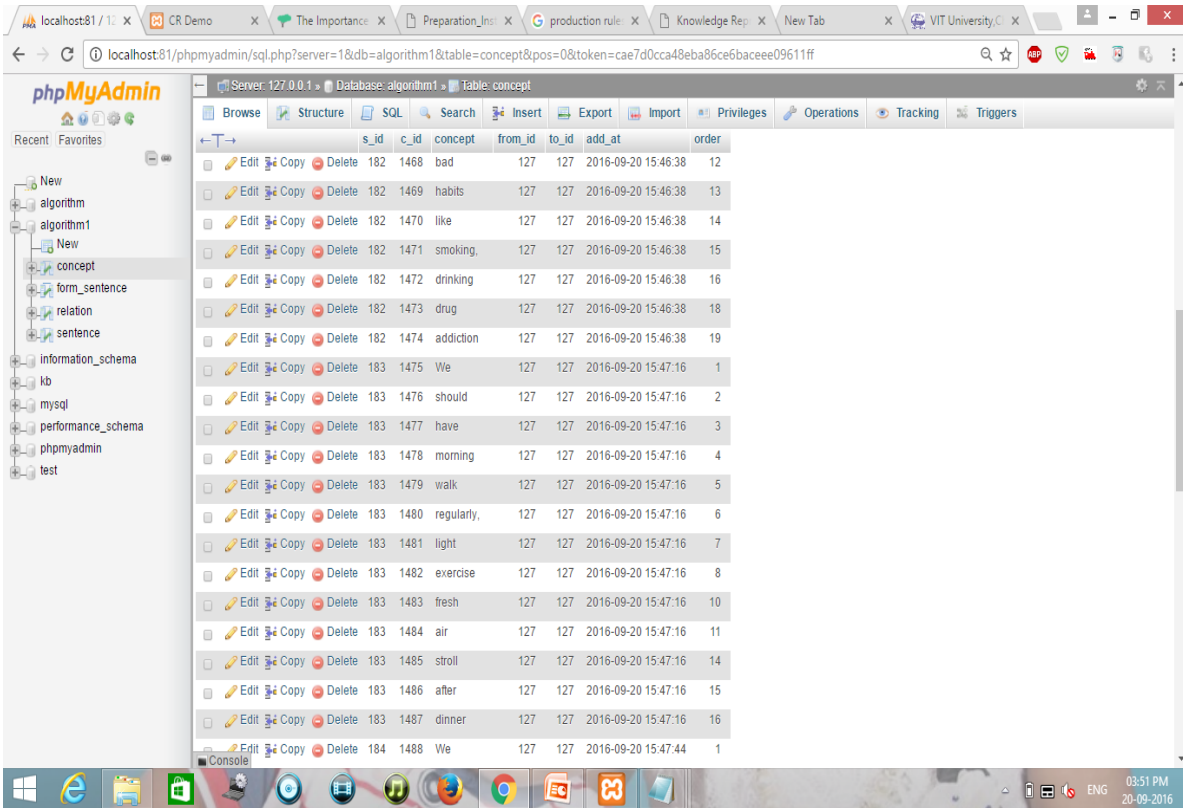 localhost:81 / 12
CR Demo
The Importance
Preparation_Inst
production rule
Knowledge Rep
New Tab
VIT University,C
localhost:81/phpmyadmin/sql.php?server=1&db=algorithm1&table=concept&pos=0&token=cae7d0cca48eba86ce6baceee09611ff
ABP
phpMyAdmin
Recent Favorites
New
algorithm
algorithm1
New
concept
form_sentence
relation
sentence
information_schema
kb
mysql
performance_schema
phpmyadmin
test
Server: 127.0.0.1 » Database: algorithm1 » Table: concept
Browse Structure SQL Search Insert Export Import Privileges Operations Tracking Triggers
←T→ s_id c_id concept from_id to_id add_at order
Edit Copy Delete 182 1468 bad 127 127 2016-09-20 15:46:38 12
Edit Copy Delete 182 1469 habits 127 127 2016-09-20 15:46:38 13
Edit Copy Delete 182 1470 like 127 127 2016-09-20 15:46:38 14
Edit Copy Delete 182 1471 smoking, 127 127 2016-09-20 15:46:38 15
Edit Copy Delete 182 1472 drinking 127 127 2016-09-20 15:46:38 16
Edit Copy Delete 182 1473 drug 127 127 2016-09-20 15:46:38 18
Edit Copy Delete 182 1474 addiction 127 127 2016-09-20 15:46:38 19
Edit Copy Delete 183 1475 We 127 127 2016-09-20 15:47:16 1
Edit Copy Delete 183 1476 should 127 127 2016-09-20 15:47:16 2
Edit Copy Delete 183 1477 have 127 127 2016-09-20 15:47:16 3
Edit Copy Delete 183 1478 morning 127 127 2016-09-20 15:47:16 4
Edit Copy Delete 183 1479 walk 127 127 2016-09-20 15:47:16 5
Edit Copy Delete 183 1480 regularly, 127 127 2016-09-20 15:47:16 6
Edit Copy Delete 183 1481 light 127 127 2016-09-20 15:47:16 7
Edit Copy Delete 183 1482 exercise 127 127 2016-09-20 15:47:16 8
Edit Copy Delete 183 1483 fresh 127 127 2016-09-20 15:47:16 10
Edit Copy Delete 183 1484 air 127 127 2016-09-20 15:47:16 11
Edit Copy Delete 183 1485 stroll 127 127 2016-09-20 15:47:16 14
Edit Copy Delete 183 1486 after 127 127 2016-09-20 15:47:16 15
Edit Copy Delete 183 1487 dinner 127 127 2016-09-20 15:47:16 16
Edit Copy Delete 184 1488 We 127 127 2016-09-20 15:47:44 1
Console
ENG
03:51 PM
20-09-2016